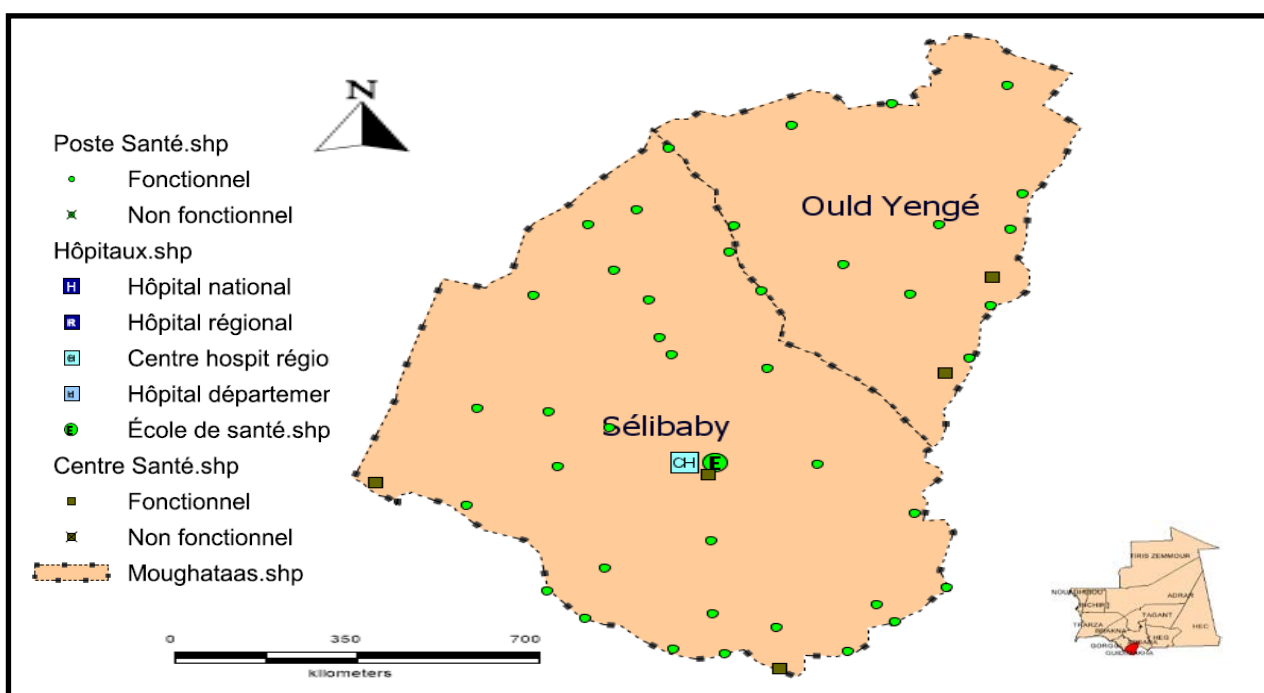 N
Poste Santé.shp
Fonctionnel
Non fonctionnel
Hôpitaux.shp
H Hôpital national
R Hôpital régional
Centre hospit régio
Hôpital départemer
E École de santé.shp
Centre Santé.shp
Fonctionnel
Non fonctionnel
Moughataas.shp
Ould Yengé
Sélibaby
CH E
0 350 700
kilometers
TIRIS ZEMMOUR
ADRAR
INCHIRI
TAGANT
TRARZA
BRAKNA
HEC